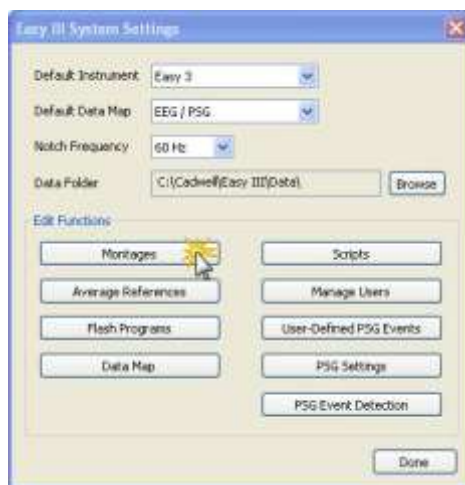 Easy III System Settings
Default Instrument Easy 3
Default Data Map EEG / PSG
Notch Frequency 60 Hz
Data Folder C:\Cadwell\Easy III\Data\ Browse
Edit Functions
Montages Scripts
Average References Manage Users
Flash Programs User-Defined PSG Events
Data Map PSG Settings
PSG Event Detection
Done